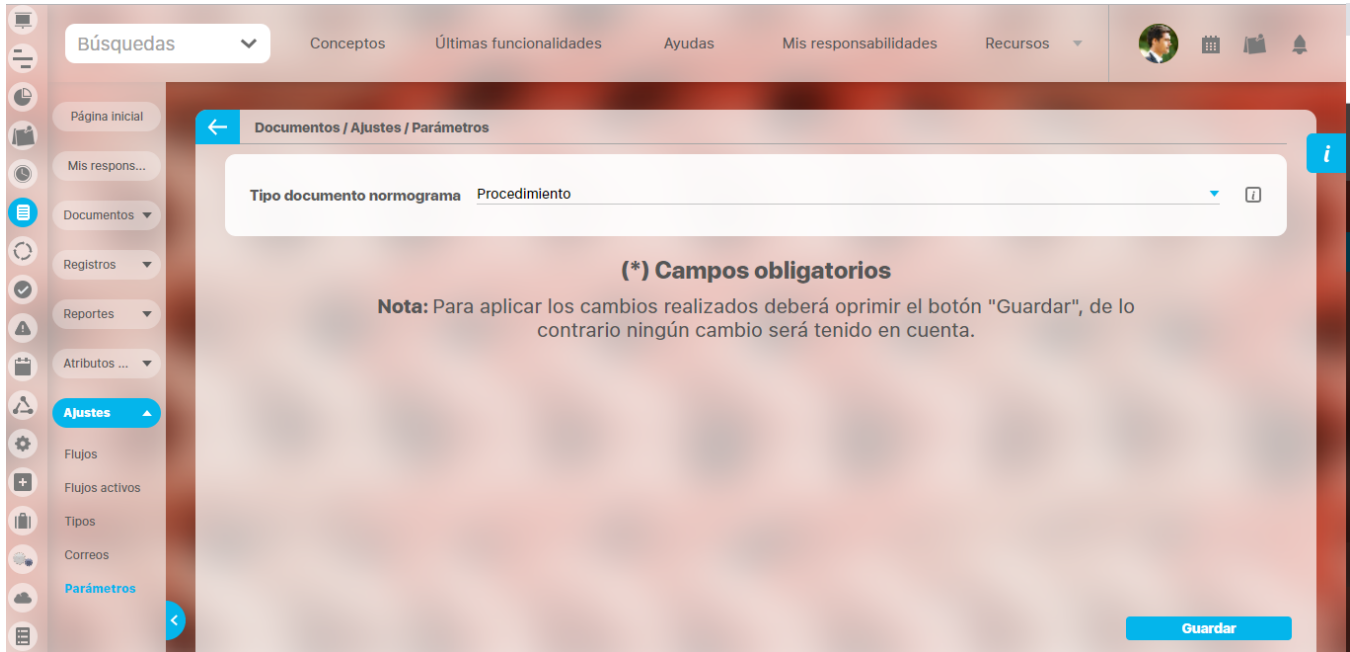 Búsquedas
Conceptos
Últimas funcionalidades
Ayudas
Mis responsabilidades
Recursos
Página inicial
Mis respons...
Documentos
Registros
Reportes
Atributos ...
Ajustes
Flujos
Flujos activos
Tipos
Correos
Parámetros
Documentos / Ajustes / Parámetros
i
Tipo documento normograma Procedimiento
i
(*) Campos obligatorios
Nota: Para aplicar los cambios realizados deberá oprimir el botón "Guardar", de lo
contrario ningún cambio será tenido en cuenta.
Guardar